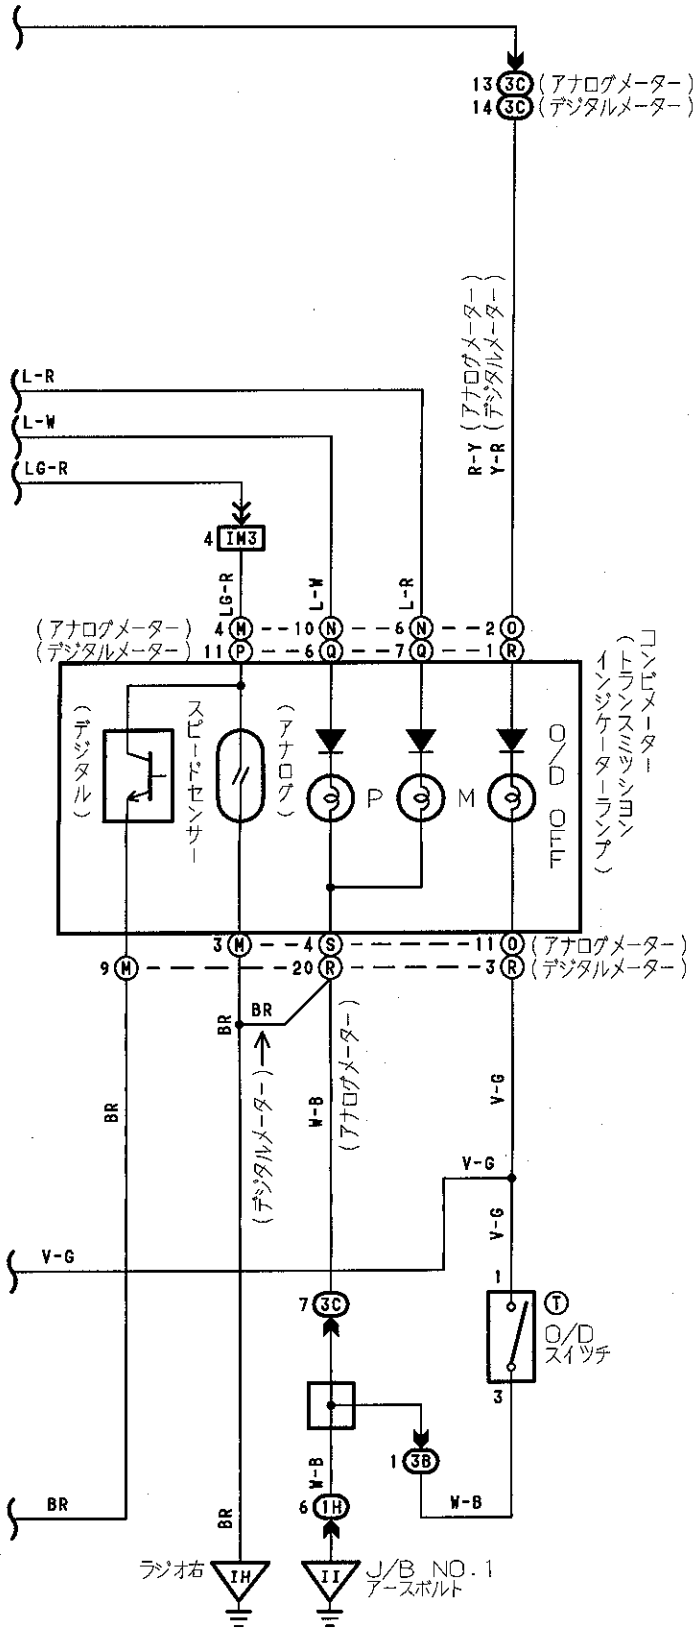 13 3C (アナログメーター)
14 3C (デジタルメーター)
R-Y (アナログメーター)
Y-R (デジタルメーター)
L-R
L-W
LG-R
4 IM3
LG-R
L-W
L-R
(アナログメーター) 4 M 10 N 6 N 2 O
(デジタルメーター) 11 P 6 Q 7 Q 1 R
コンビメーター
(トランスミッション
インジケーターランプ)
(デジタル)
スピードセンサー
(アナログ)
P
M
O/D OFF
3 M 4 S 11 O (アナログメーター)
9 M 20 R 3 R (デジタルメーター)
BR
BR
BR
(デジタルメーター)
W-B
(アナログメーター)
V-G
V-G
V-G
V-G
1
T
O/D
スイッチ
3
7 3C
1 3B
W-B
W-B
6 1H
BR
BR
ラジオ右 IH
II J/B NO.1
アースボルト